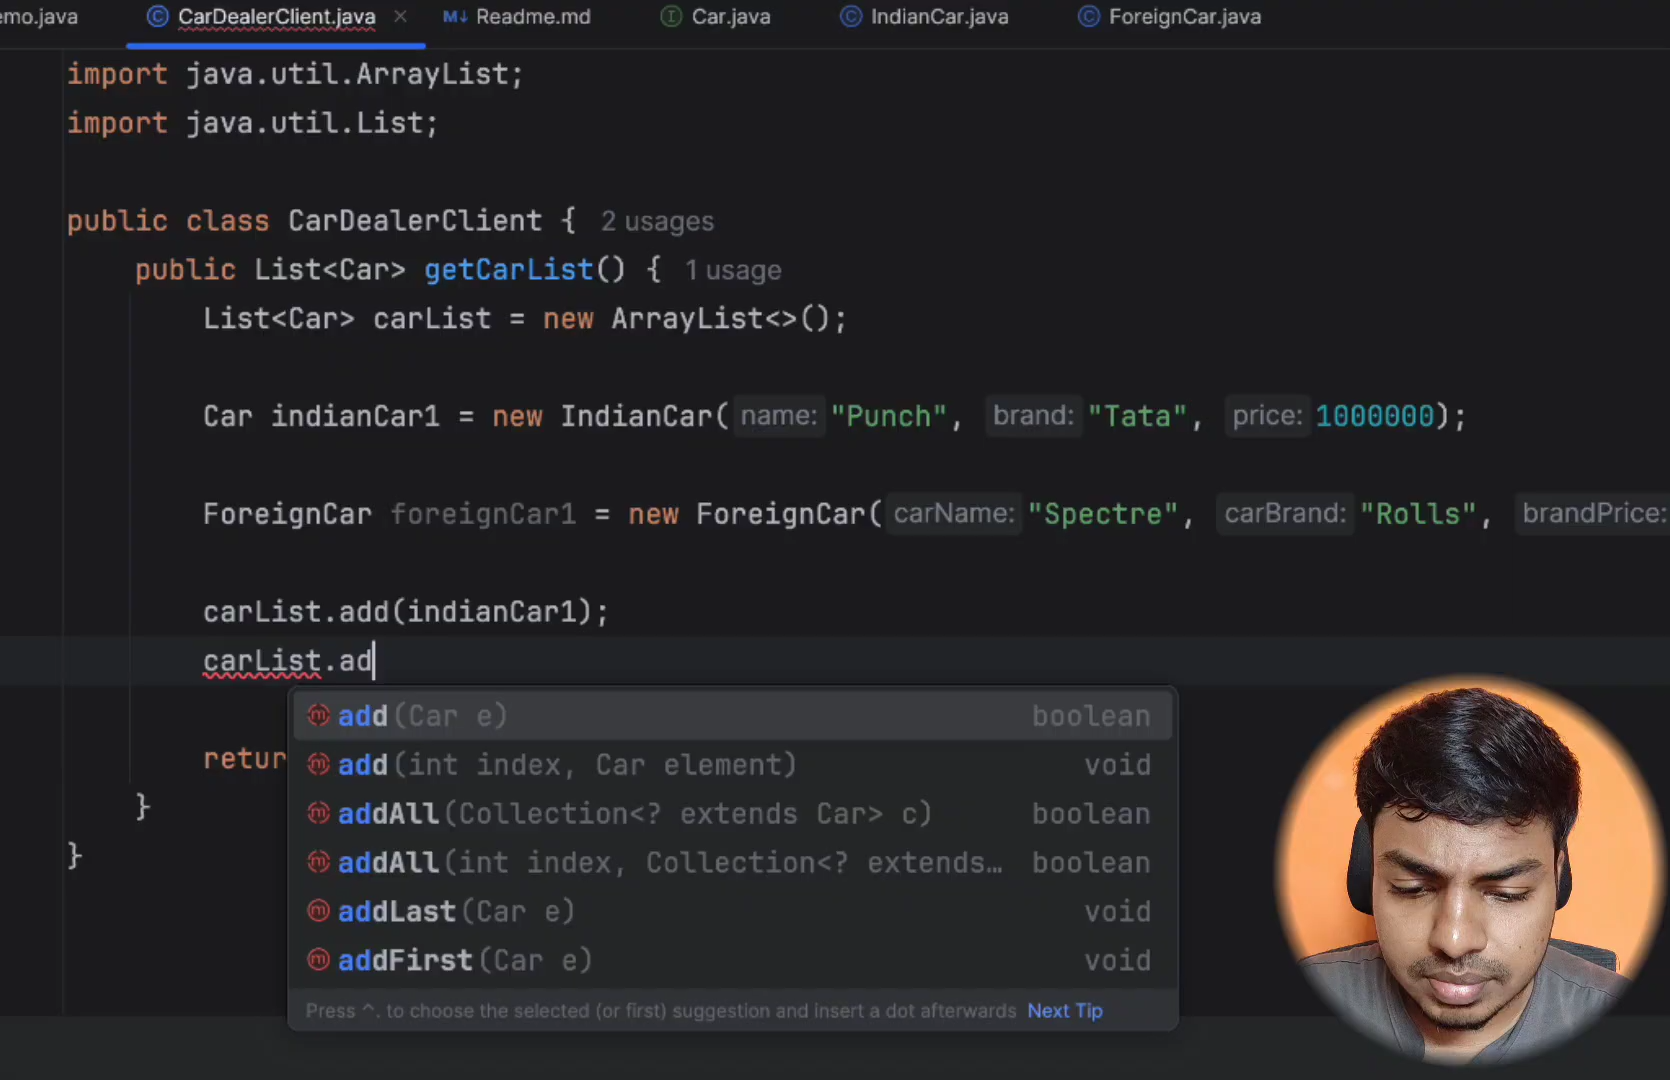 emo.java CarDealerClient.java Readme.md Car.java IndianCar.java ForeignCar.java
import java.util.ArrayList;
import java.util.List;
public class CarDealerClient { 2 usages
public List<Car> getCarList() { 1 usage
List<Car> carList = new ArrayList<>();
Car indianCar1 = new IndianCar( name: "Punch", brand: "Tata", price: 1000000);
ForeignCar foreignCar1 = new ForeignCar( carName: "Spectre", carBrand: "Rolls", brandPrice:
carList.add(indianCar1);
carList.ad
add(Car e) boolean
add(int index, Car element) void
addAll(Collection<? extends Car> c) boolean
addAll(int index, Collection<? extends… boolean
addLast(Car e) void
addFirst(Car e) void
Press ^. to choose the selected (or first) suggestion and insert a dot afterwards Next Tip
retur
}
}